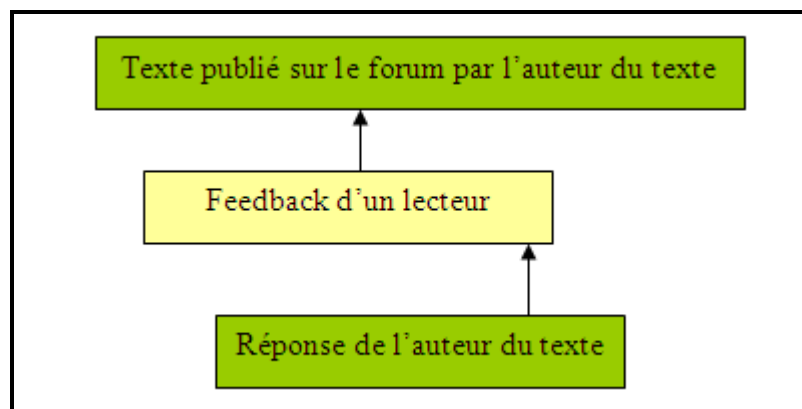 Texte publié sur le forum par l'auteur du texte
Feedback d'un lecteur
Réponse de l'auteur du texte